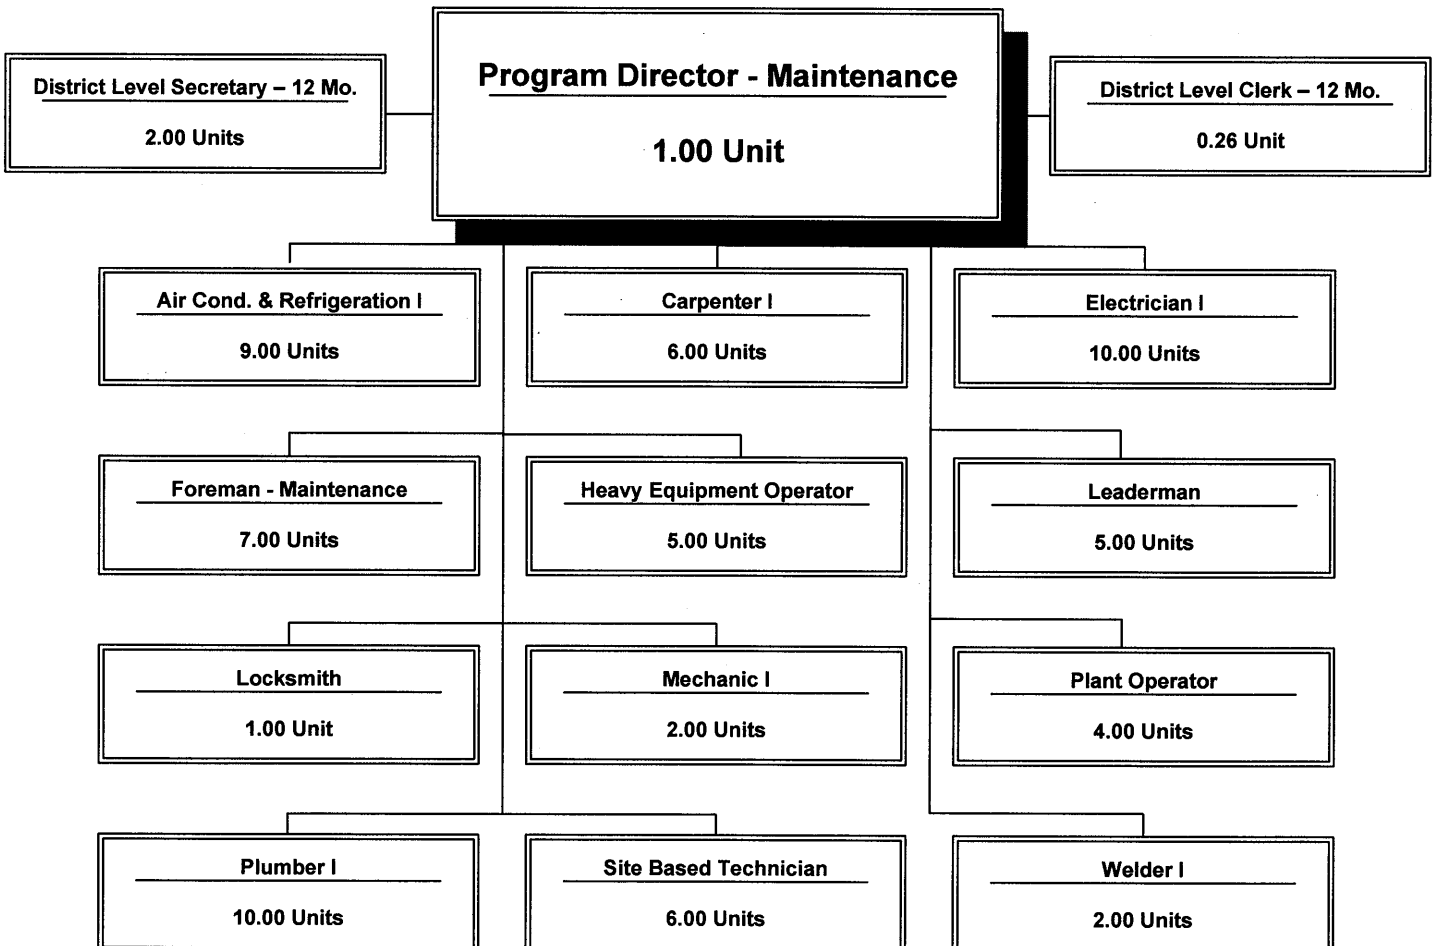 Program Director - Maintenance
1.00 Unit
District Level Secretary – 12 Mo.
2.00 Units
District Level Clerk – 12 Mo.
0.26 Unit
Air Cond. & Refrigeration I
9.00 Units
Carpenter I
6.00 Units
Electrician I
10.00 Units
Foreman - Maintenance
7.00 Units
Heavy Equipment Operator
5.00 Units
Leaderman
5.00 Units
Locksmith
1.00 Unit
Mechanic I
2.00 Units
Plant Operator
4.00 Units
Plumber I
10.00 Units
Site Based Technician
6.00 Units
Welder I
2.00 Units